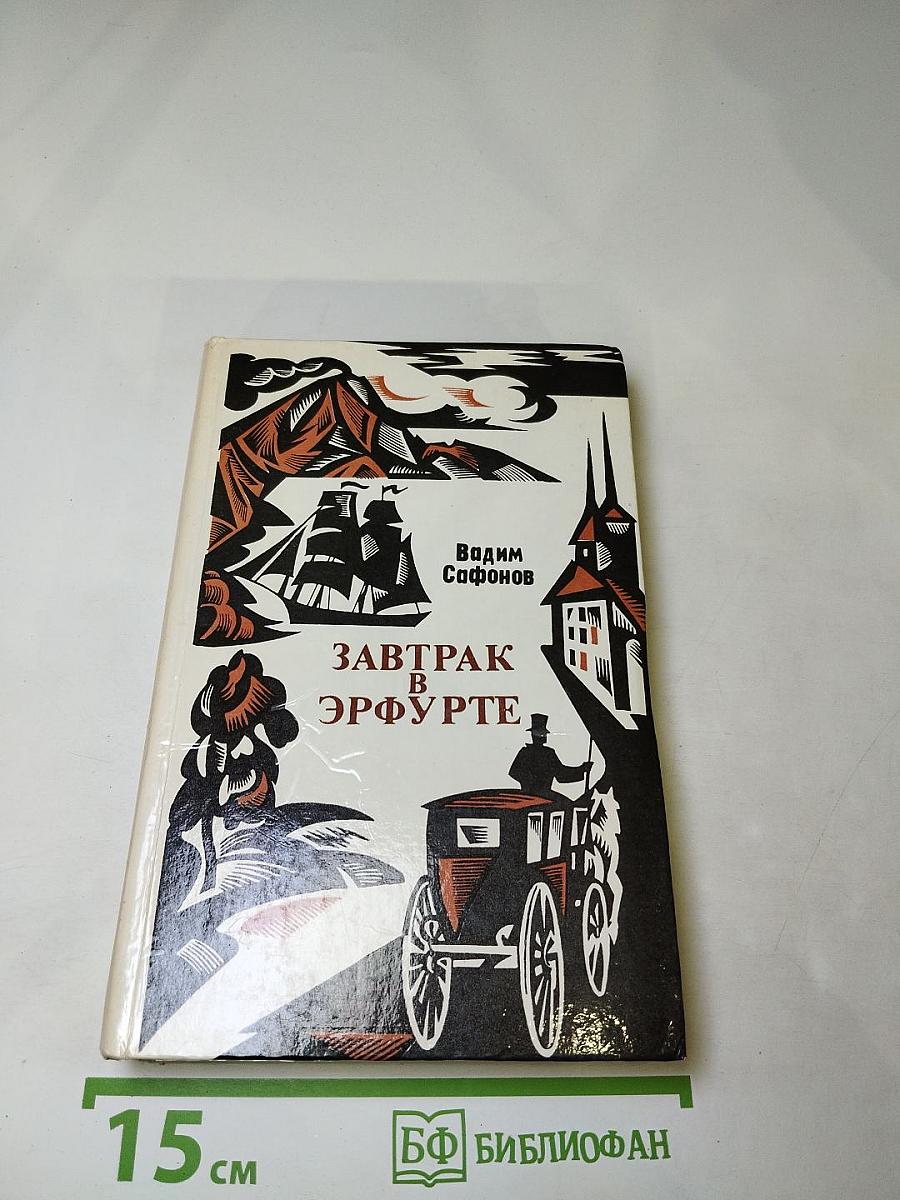 Вадим
Сафонов
ЗАВТРАК
В
ЭРФУРТЕ
15 см
БФ БИБЛИОФАН